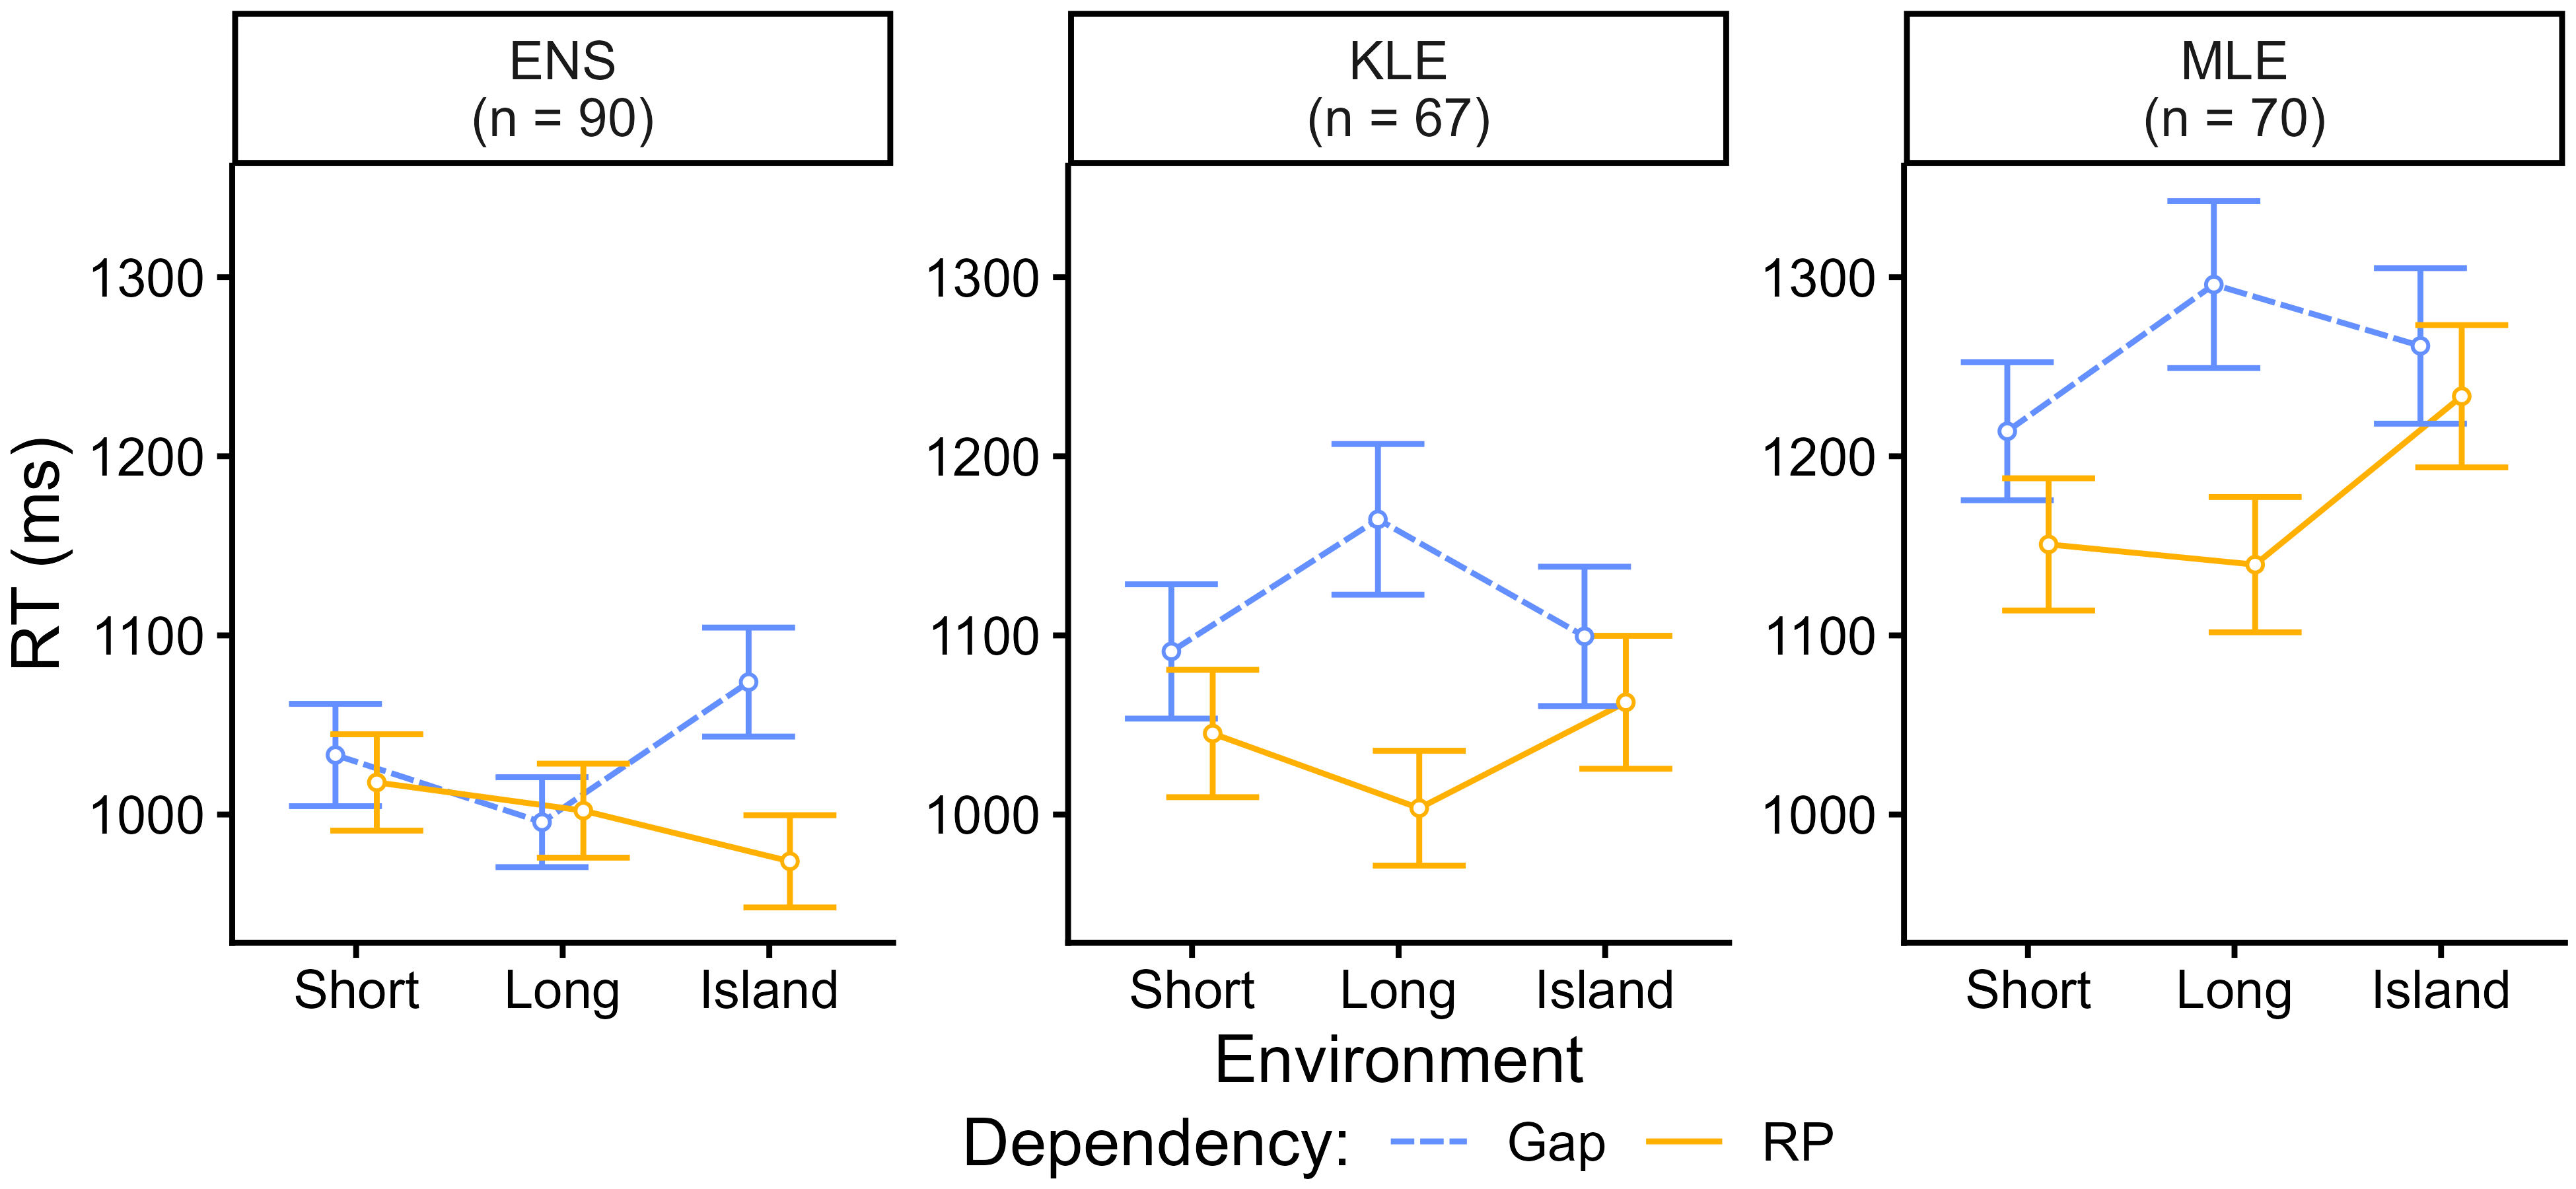 ENS
(n = 90)
KLE
(n = 67)
MLE
(n = 70)
RT (ms)
1300
1200
1100
1000
1300
1200
1100
1000
1300
1200
1100
1000
Short Long Island
Short Long Island
Short Long Island
Environment
Dependency: Gap RP